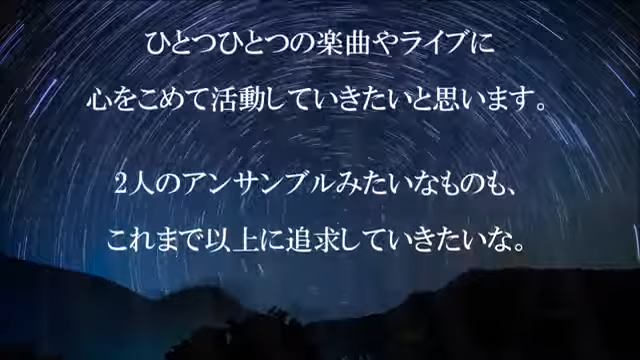 ひとつひとつの楽曲やライブに
心をこめて活動していきたいと思います。
2人のアンサンブルみたいなものも、
これまで以上に追求していきたいな。